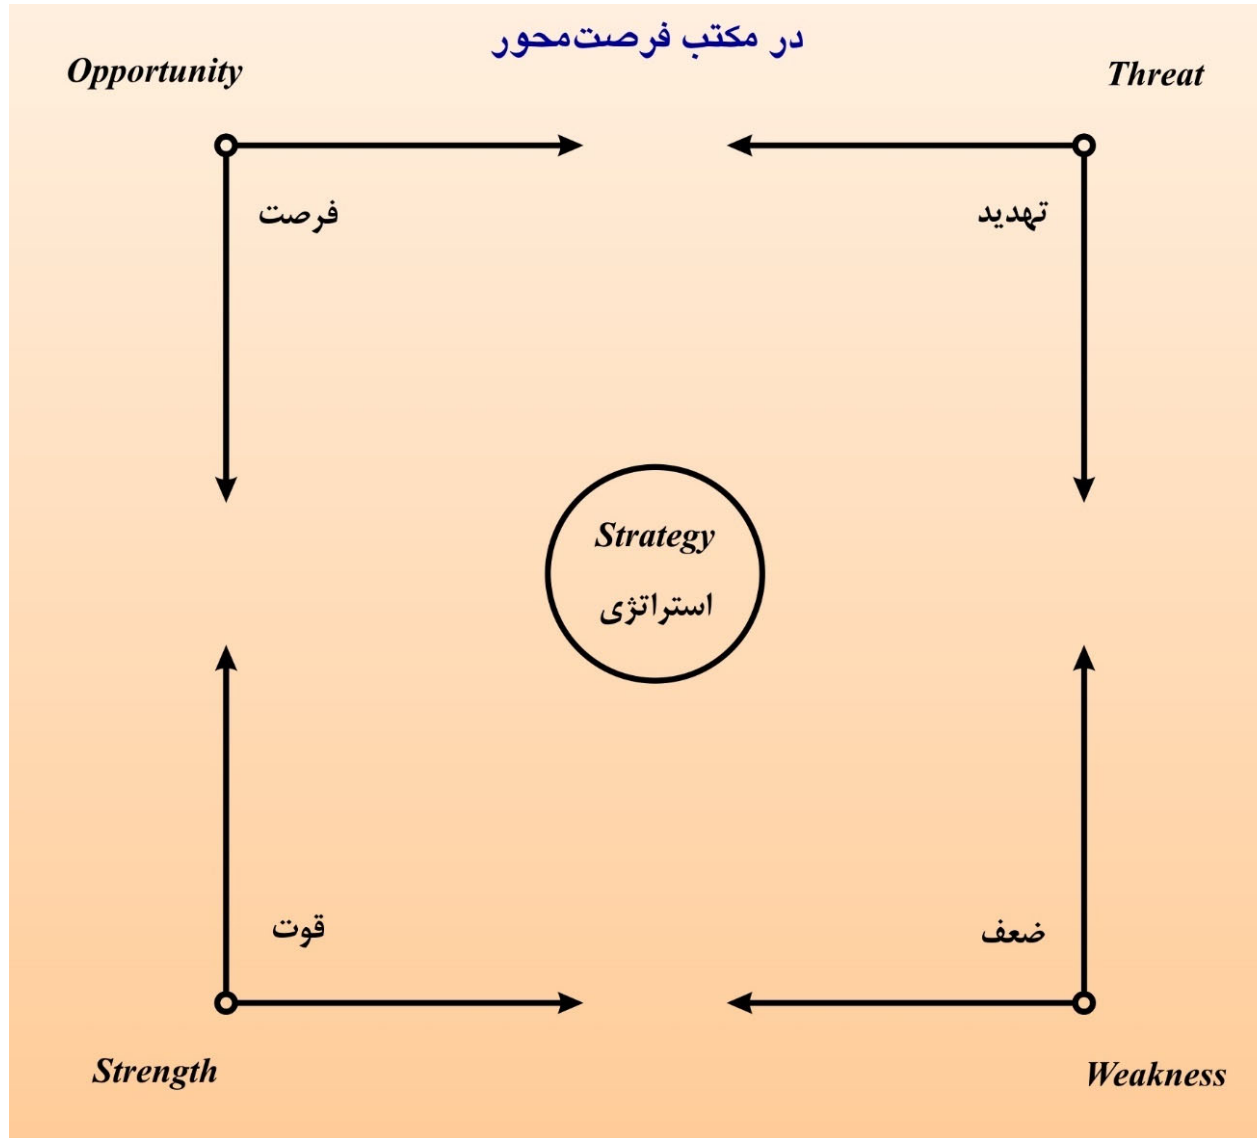 در مکتب فرصت‌محور
Opportunity
Threat
فرصت
تهدید
Strategy
استراتژی
قوت
ضعف
Strength
Weakness